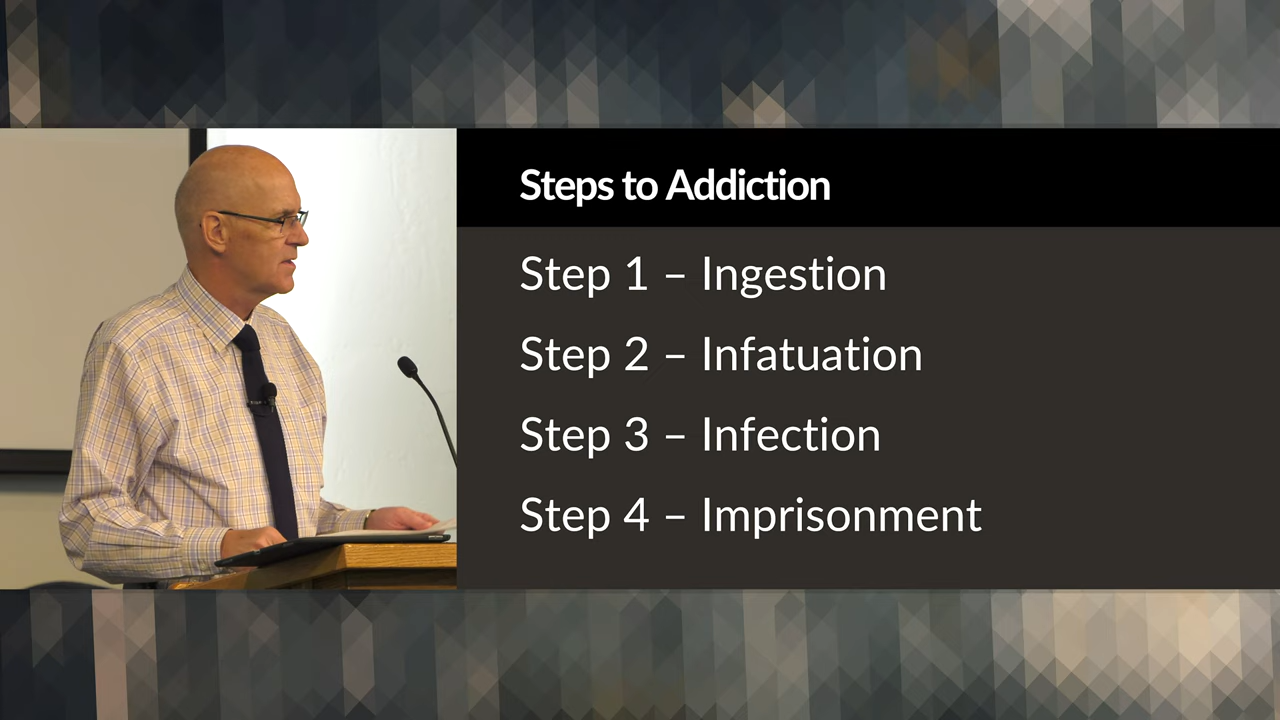 Steps to Addiction
Step 1 – Ingestion
Step 2 – Infatuation
Step 3 – Infection
Step 4 – Imprisonment